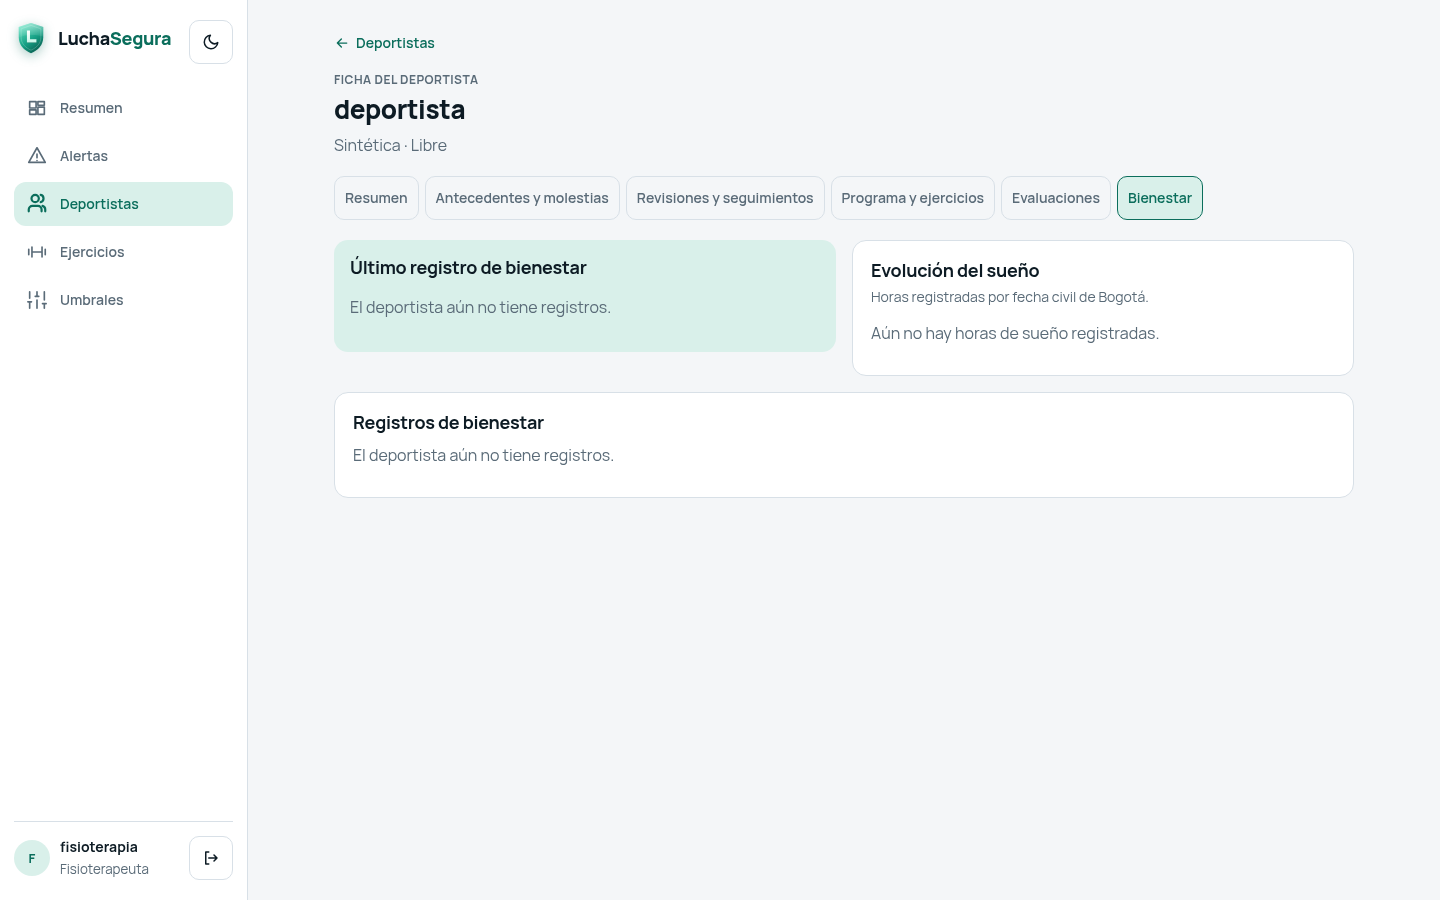 LuchaSegura
Resumen
Alertas
Deportistas
Ejercicios
Umbrales
F
fisioterapia
Fisioterapeuta
← Deportistas
FICHA DEL DEPORTISTA
deportista
Sintética · Libre
Resumen
Antecedentes y molestias
Revisiones y seguimientos
Programa y ejercicios
Evaluaciones
Bienestar
Último registro de bienestar
El deportista aún no tiene registros.
Evolución del sueño
Horas registradas por fecha civil de Bogotá.
Aún no hay horas de sueño registradas.
Registros de bienestar
El deportista aún no tiene registros.